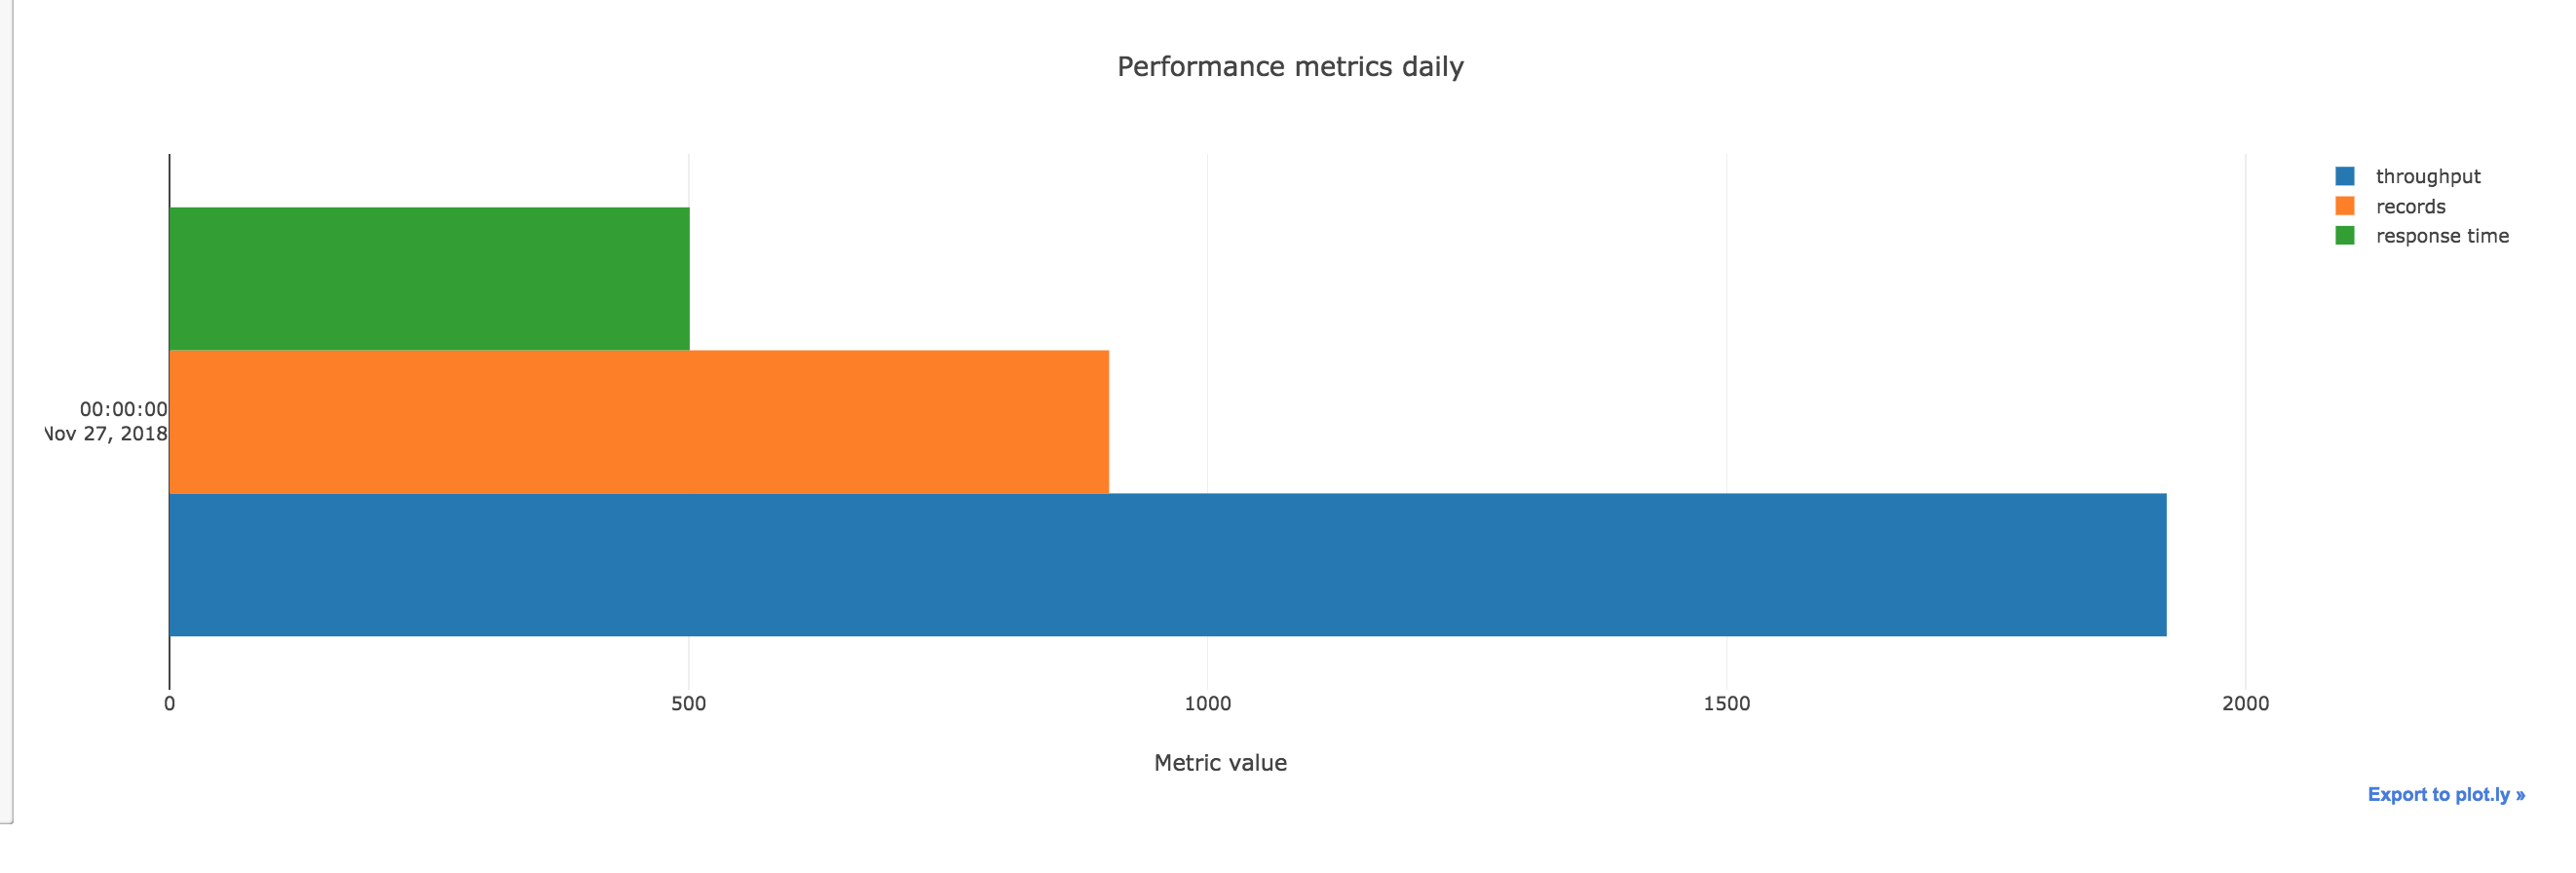 Performance metrics daily
throughput
records
response time
00:00:00
Nov 27, 2018
0 500 1000 1500 2000
Metric value
Export to plot.ly »